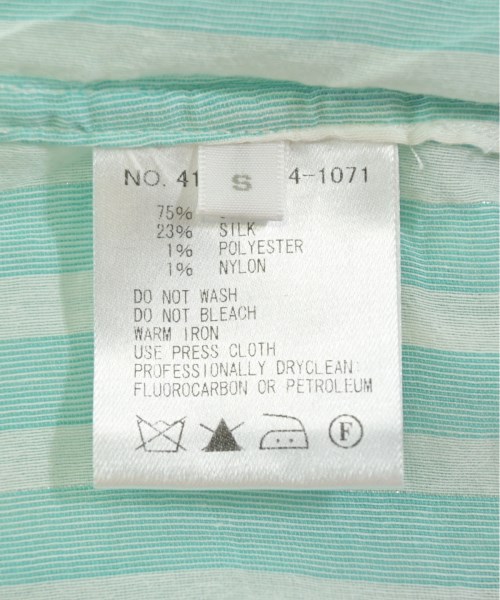 NO. 41 S 4-1071
75%
23% SILK
1% POLYESTER
1% NYLON
DO NOT WASH
DO NOT BLEACH
WARM IRON
USE PRESS CLOTH
PROFESSIONALLY DRYCLEAN:
FLUOROCARBON OR PETROLEUM
F